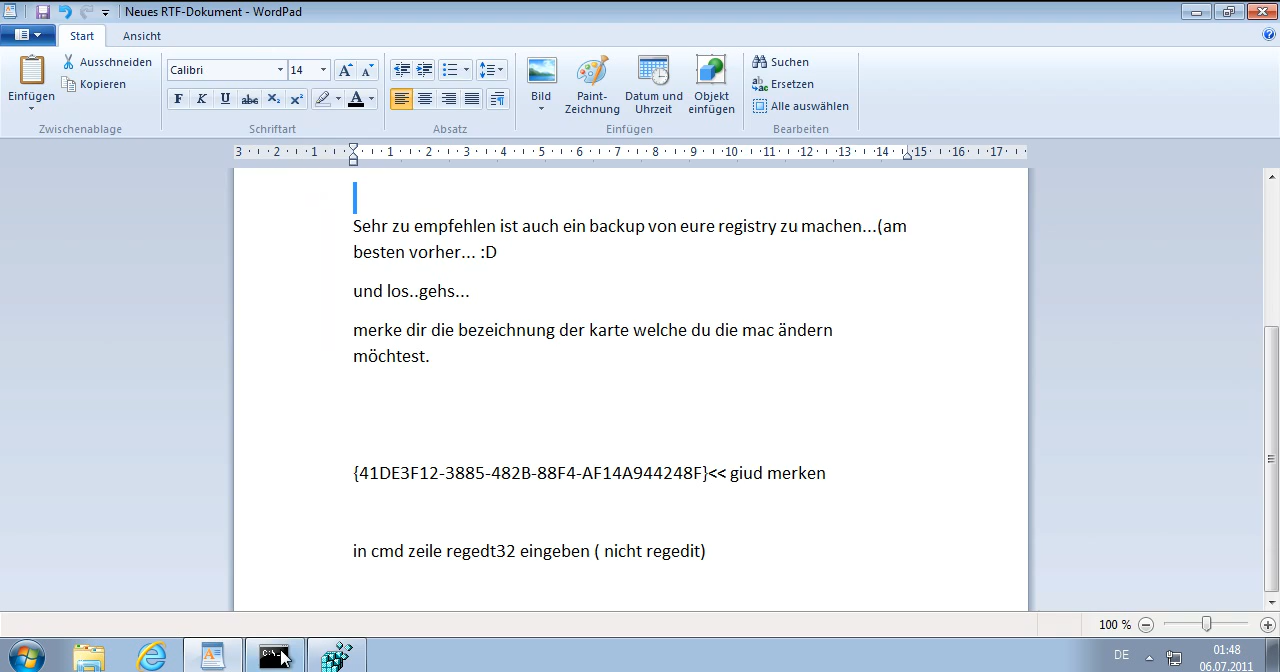 Neues RTF-Dokument - WordPad
Start Ansicht
Einfügen
Ausschneiden
Kopieren
Zwischenablage
Calibri 14
F K U abc X₂ X²
A
Schriftart
Absatz
Bild
Paint-
Zeichnung
Datum und
Uhrzeit
Objekt
einfügen
Einfügen
Suchen
Ersetzen
Alle auswählen
Bearbeiten
3 2 1 1 2 3 4 5 6 7 8 9 10 11 12 13 14 15 16 17
Sehr zu empfehlen ist auch ein backup von eure registry zu machen...(am
besten vorher... :D
und los..gehs...
merke dir die bezeichnung der karte welche du die mac ändern
möchtest.
{41DE3F12-3885-482B-88F4-AF14A944248F}<< giud merken
in cmd zeile regedt32 eingeben ( nicht regedit)
100 %
C:\_
DE
01:48
06.07.2011